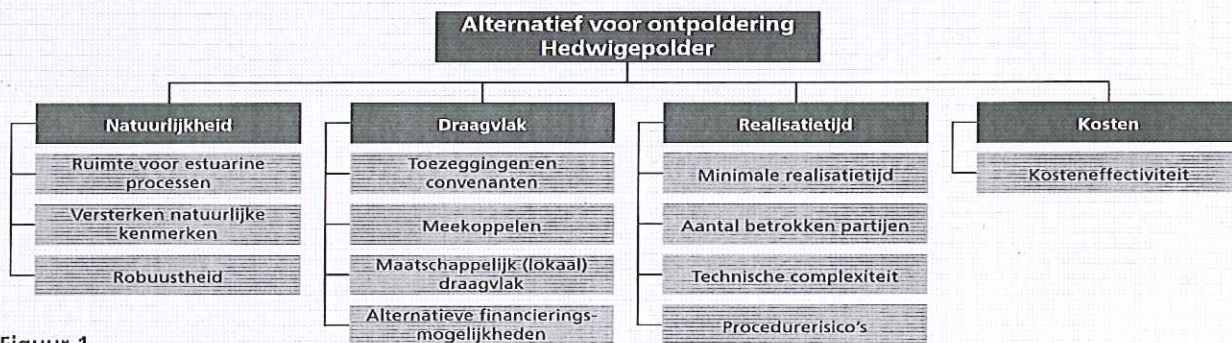 Alternatief voor ontpoldering
Hedwigepolder
Natuurlijkheid
Ruimte voor estuarine
processen
Versterken natuurlijke
kenmerken
Robuustheid
Draagvlak
Toezeggingen en
convenanten
Meekoppelen
Maatschappelijk (lokaal)
draagvlak
Alternatieve financierings-
mogelijkheden
Realisatietijd
Minimale realisatietijd
Aantal betrokken partijen
Technische complexiteit
Procedurerisico's
Kosten
Kosteneffectiviteit
Figuur 1